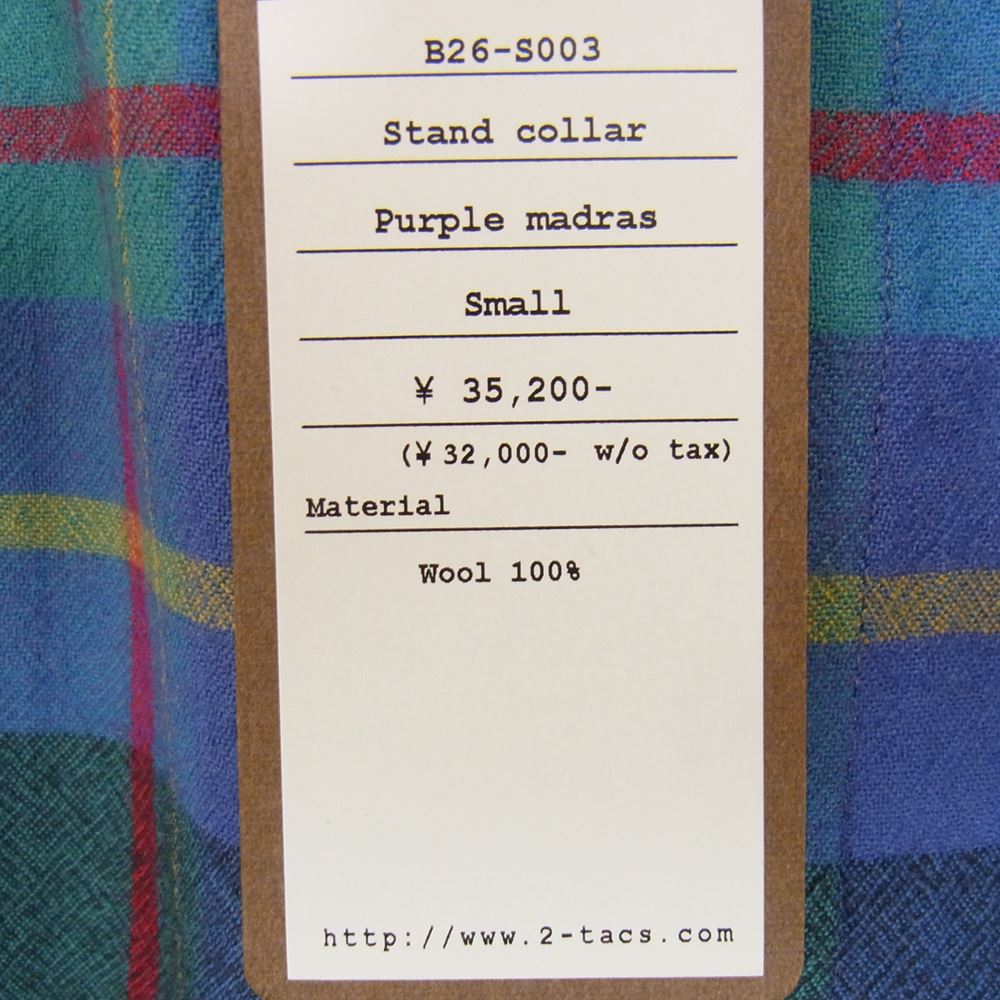 B26-S003
Stand collar
Purple madras
Small
¥ 35,200-
(¥32,000- w/o tax)
Material
Wool 100%
http://www.2-tacs.com